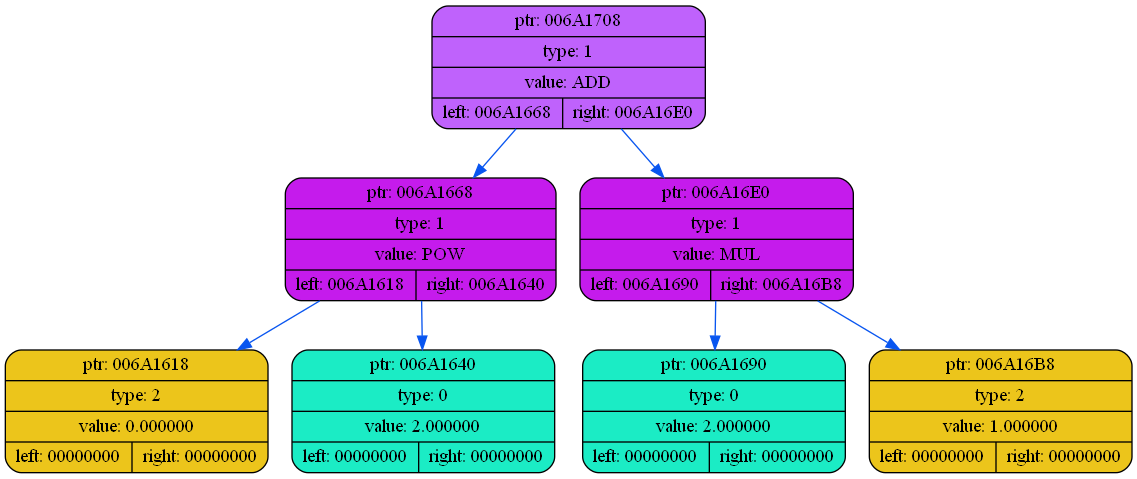 ptr: 006A1708
type: 1
value: ADD
left: 006A1668 right: 006A16E0
ptr: 006A1668
type: 1
value: POW
left: 006A1618 right: 006A1640
ptr: 006A16E0
type: 1
value: MUL
left: 006A1690 right: 006A16B8
ptr: 006A1618
type: 2
value: 0.000000
left: 00000000 right: 00000000
ptr: 006A1640
type: 0
value: 2.000000
left: 00000000 right: 00000000
ptr: 006A1690
type: 0
value: 2.000000
left: 00000000 right: 00000000
ptr: 006A16B8
type: 2
value: 1.000000
left: 00000000 right: 00000000